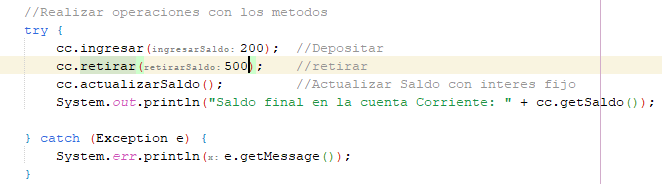 //Realizar operaciones con los metodos
try {
cc.ingresar(ingresarSaldo: 200);  //Depositar
cc.retirar(retirarSaldo: 500);    //retirar
cc.actualizarSaldo();         //Actualizar Saldo con interes fijo
System.out.println("Saldo final en la cuenta Corriente: " + cc.getSaldo());
} catch (Exception e) {
System.err.println(x: e.getMessage());
}